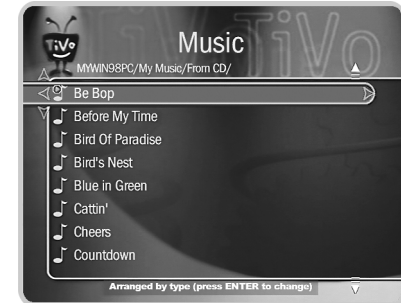 TiVo
TiVo
Music
MYWIN98PC/My Music/From CD/
Be Bop
Before My Time
Bird Of Paradise
Bird's Nest
Blue in Green
Cattin'
Cheers
Countdown
Arranged by type (press ENTER to change)